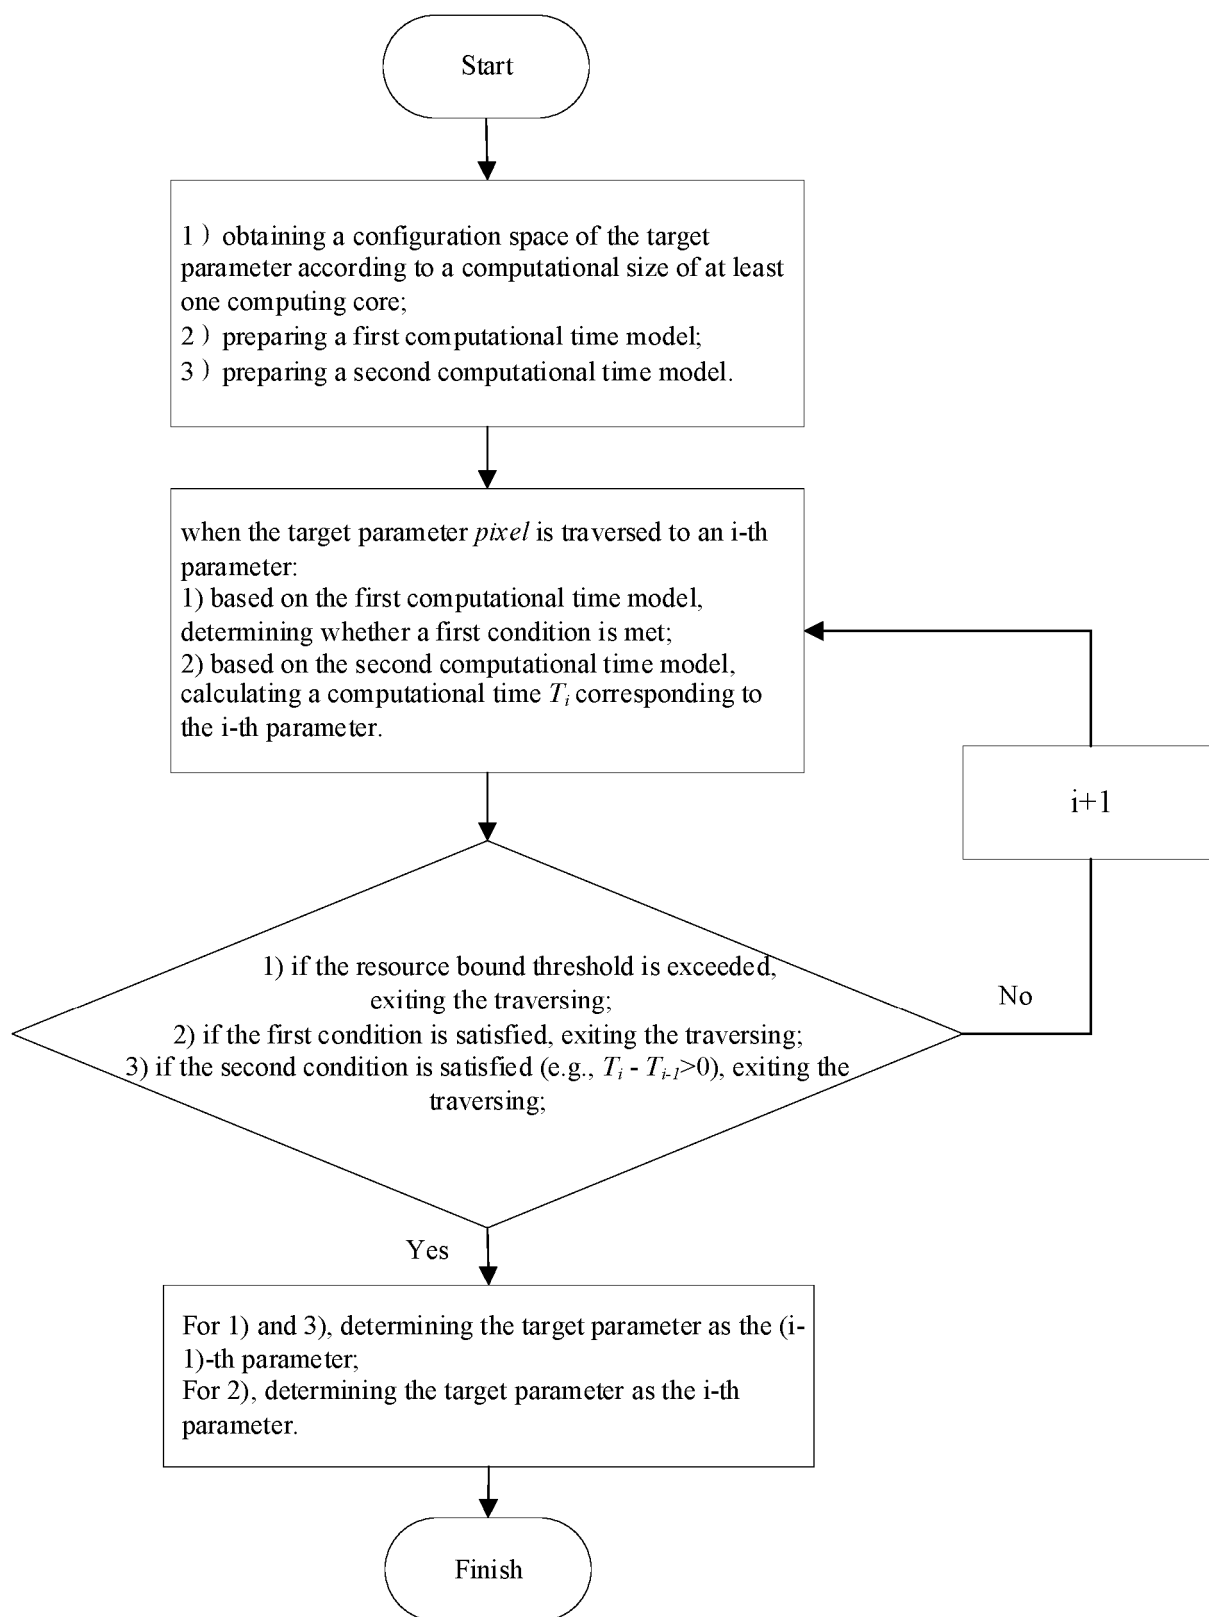 Start
1）obtaining a configuration space of the target
parameter according to a computational size of at least
one computing core;
2）preparing a first computational time model;
3）preparing a second computational time model.
when the target parameter pixel is traversed to an i-th
parameter:
1) based on the first computational time model,
determining whether a first condition is met;
2) based on the second computational time model,
calculating a computational time Ti corresponding to
the i-th parameter.
i+1
1) if the resource bound threshold is exceeded,
exiting the traversing;
2) if the first condition is satisfied, exiting the traversing;
3) if the second condition is satisfied (e.g., Ti - Ti-1>0), exiting the
traversing;
No
Yes
For 1) and 3), determining the target parameter as the (i-
1)-th parameter;
For 2), determining the target parameter as the i-th
parameter.
Finish